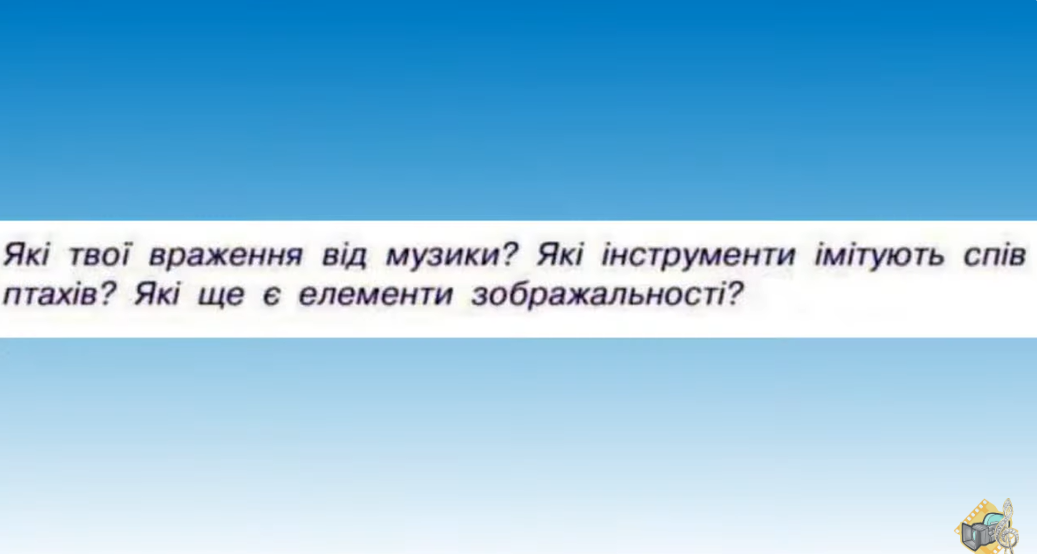 Які твої враження від музики? Які інструменти імітують спів
птахів? Які ще є елементи зображальності?